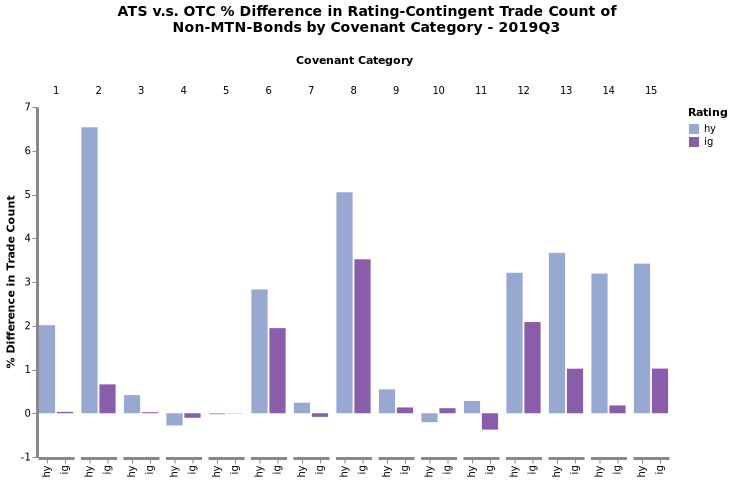 ATS v.s. OTC % Difference in Rating-Contingent Trade Count of
Non-MTN-Bonds by Covenant Category - 2019Q3
Covenant Category
1 2 3 4 5 6 7 8 9 10 11 12 13 14 15
Rating
hy
ig
% Difference in Trade Count
7
6
5
4
3
2
1
0
-1
hy ig hy ig hy ig hy ig hy ig hy ig hy ig hy ig hy ig hy ig hy ig hy ig hy ig hy ig hy ig